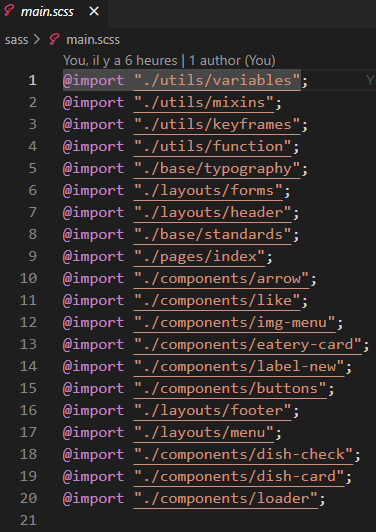 main.scss ×
sass > main.scss
You, il y a 6 heures | 1 author (You)
1 @import "./utils/variables"; Y
2 @import "./utils/mixins";
3 @import "./utils/keyframes";
4 @import "./utils/function";
5 @import "./base/typography";
6 @import "./layouts/forms";
7 @import "./layouts/header";
8 @import "./base/standards";
9 @import "./pages/index";
10 @import "./components/arrow";
11 @import "./components/like";
12 @import "./components/img-menu";
13 @import "./components/eatery-card";
14 @import "./components/label-new";
15 @import "./components/buttons";
16 @import "./layouts/footer";
17 @import "./layouts/menu";
18 @import "./components/dish-check";
19 @import "./components/dish-card";
20 @import "./components/loader";
21